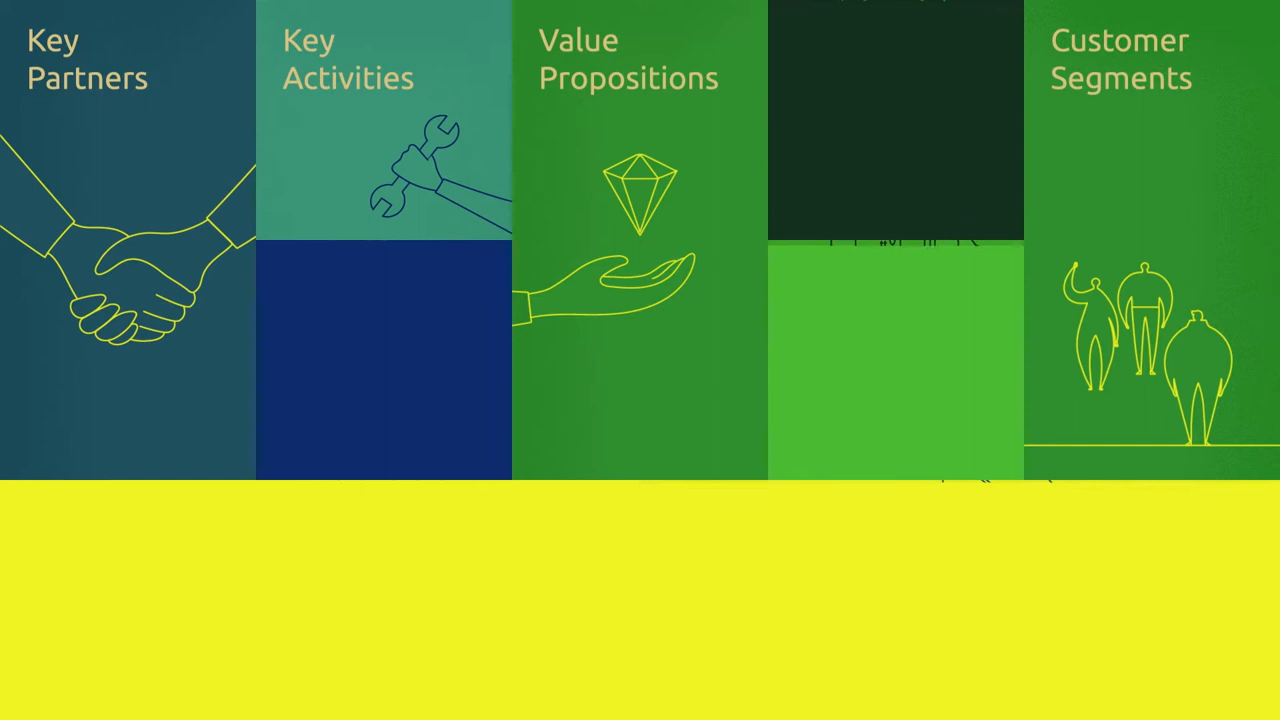 Key
Partners
Key
Activities
Value
Propositions
Customer
Segments